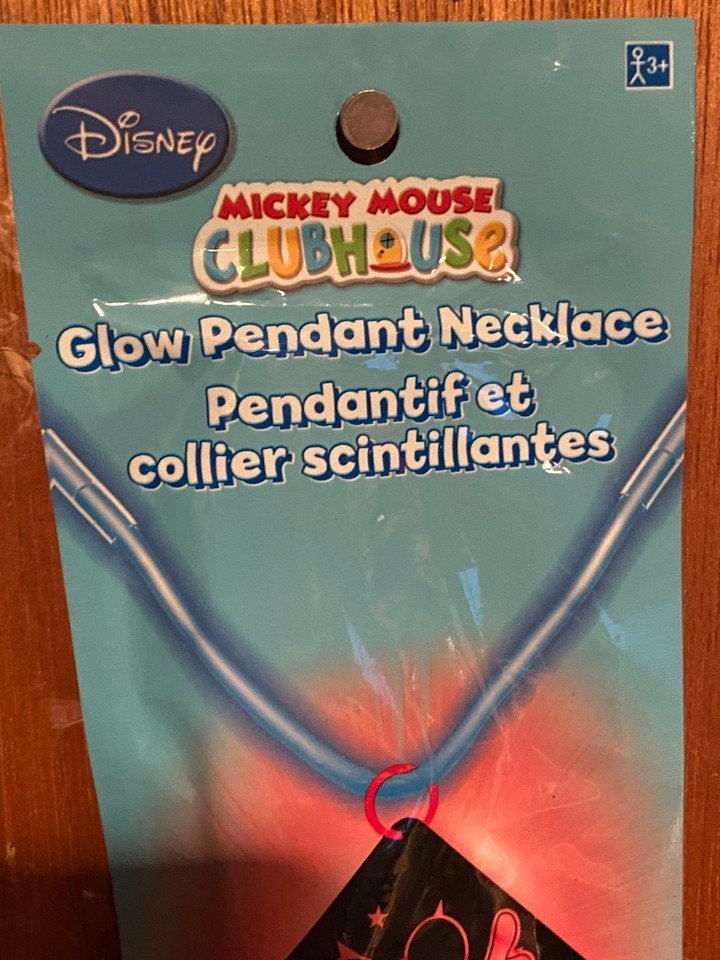 3+
Disney
MICKEY MOUSE
CLUBHOUSe
Glow Pendant Necklace
Pendantif et
collier scintillantes